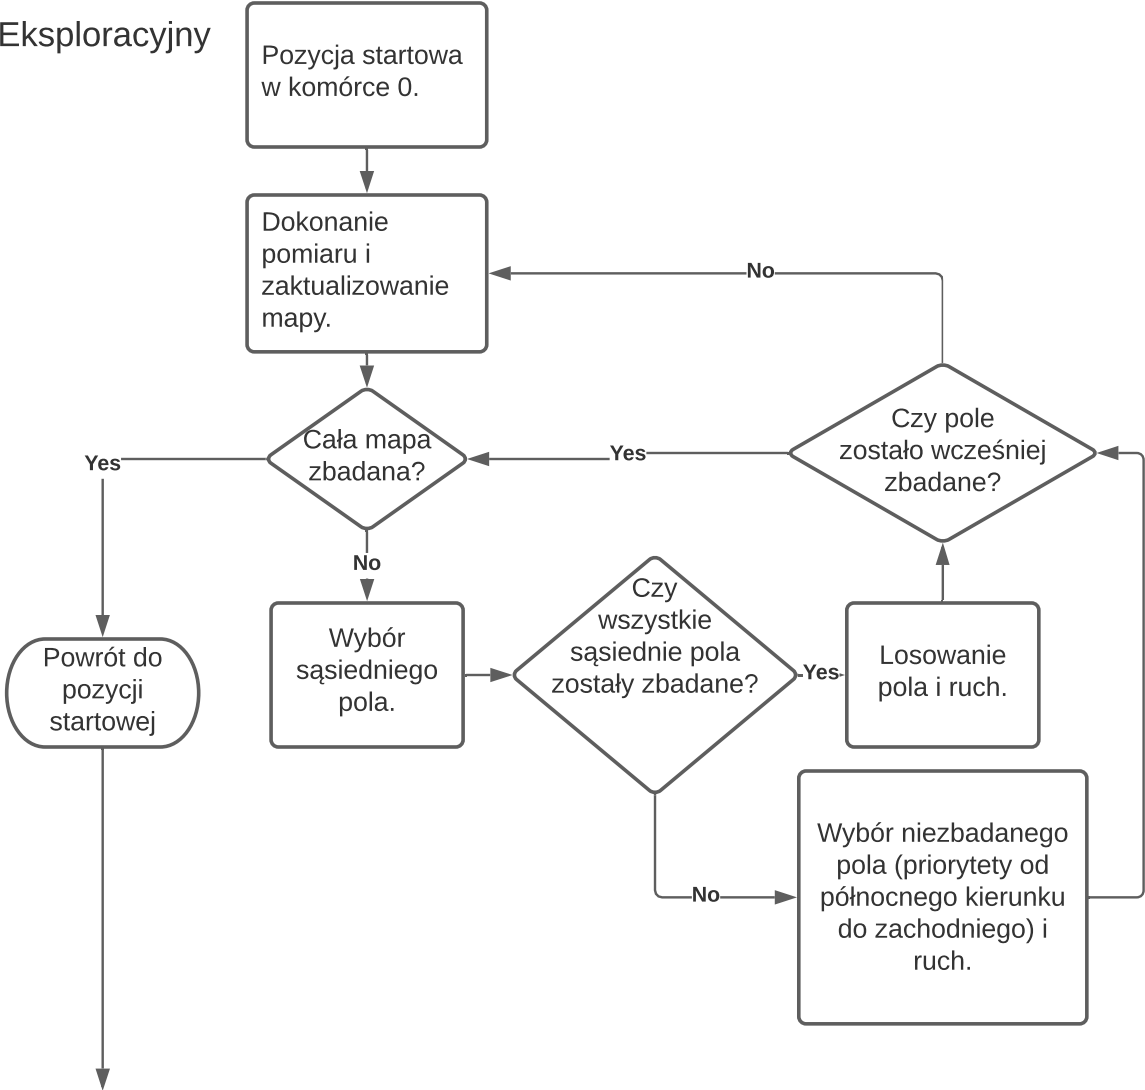 Eksploracyjny
Pozycja startowa
w komórce 0.
Dokonanie
pomiaru i
zaktualizowanie
mapy.
No
Czy pole
zostało wcześniej
zbadane?
Cała mapa
zbadana?
Yes
Yes
No
Czy
wszystkie
sąsiednie pola
zostały zbadane?
Wybór
sąsiedniego
pola.
Yes
Losowanie
pola i ruch.
Powrót do
pozycji
startowej
No
Wybór niezbadanego
pola (priorytety od
północnego kierunku
do zachodniego) i
ruch.